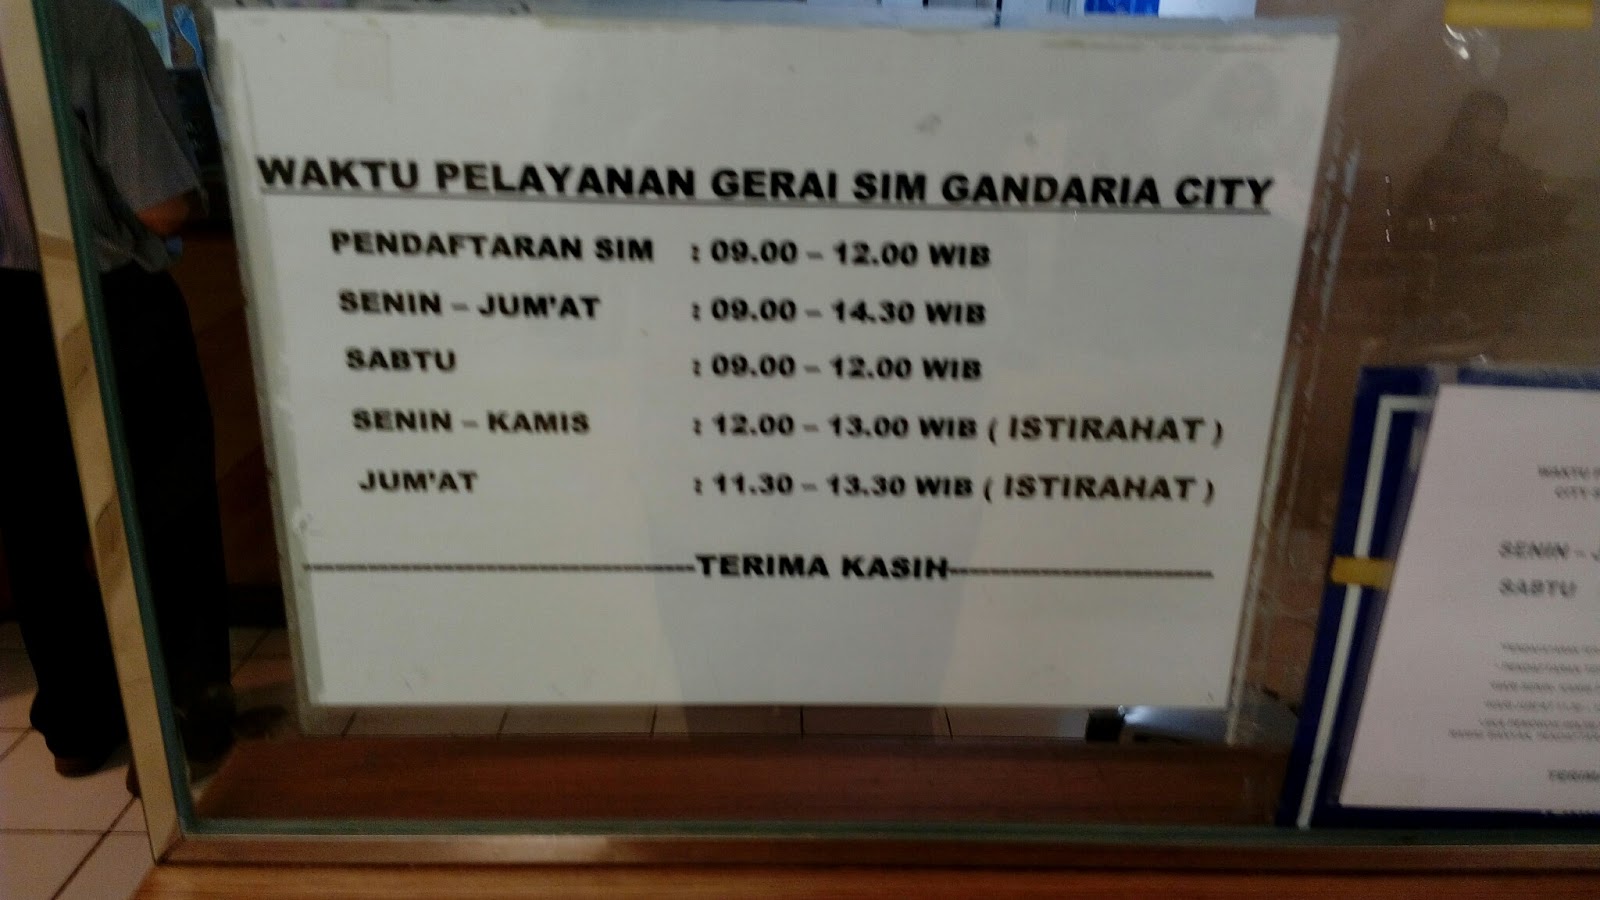 WAKTU PELAYANAN GERAI SIM GANDARIA CITY
PENDAFTARAN SIM : 09.00 – 12.00 WIB
SENIN – JUM'AT : 09.00 – 14.30 WIB
SABTU : 09.00 – 12.00 WIB
SENIN – KAMIS : 12.00 – 13.00 WIB ( ISTIRAHAT )
JUM'AT : 11.30 – 13.30 WIB ( ISTIRAHAT )
TERIMA KASIH
WAKTU
CITY
SENIN –
SABTU